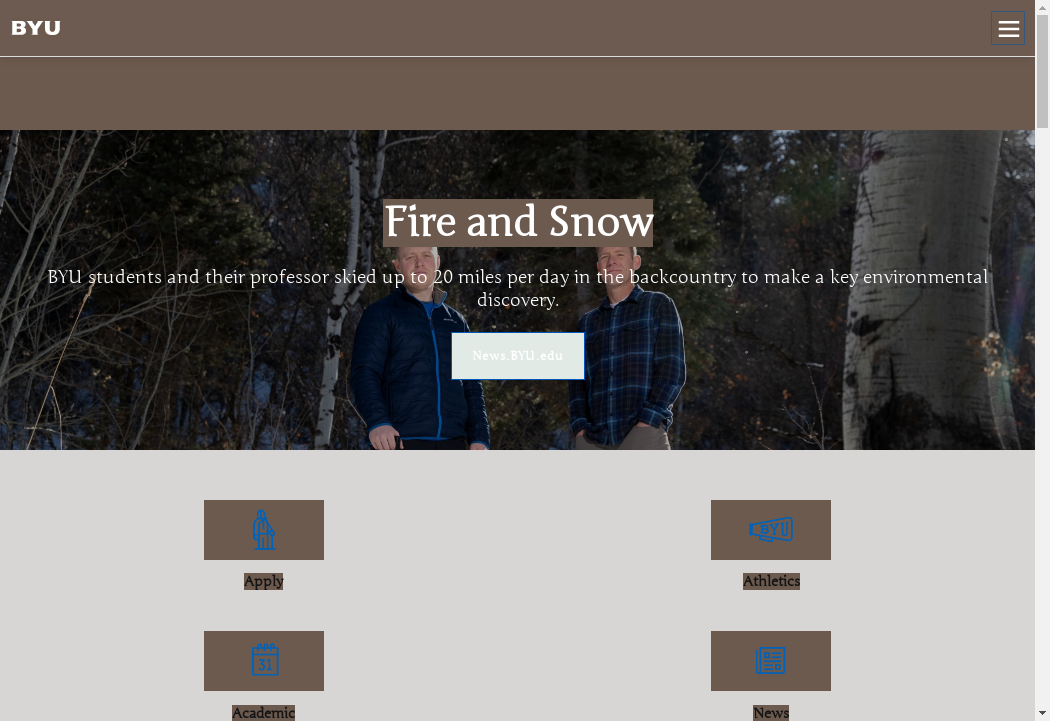 BYU
Fire and Snow
BYU students and their professor skied up to 20 miles per day in the backcountry to make a key environmental
discovery.
News.BYU.edu
BYU
Apply
Athletics
31
Academic
News